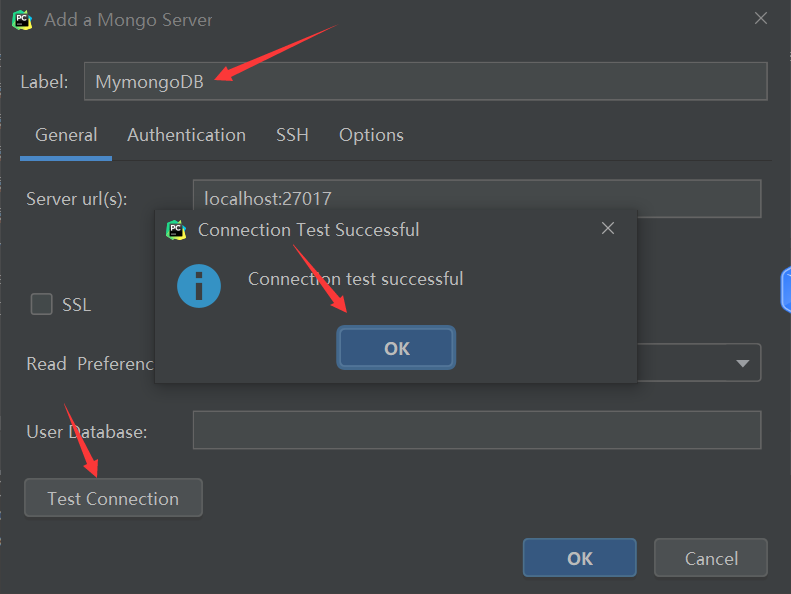 PC Add a Mongo Server
Label: MymongoDB
General Authentication SSH Options
Server url(s): localhost:27017
PC Connection Test Successful
Connection test successful
SSL
OK
Read Preferenc
User Database:
Test Connection
OK Cancel